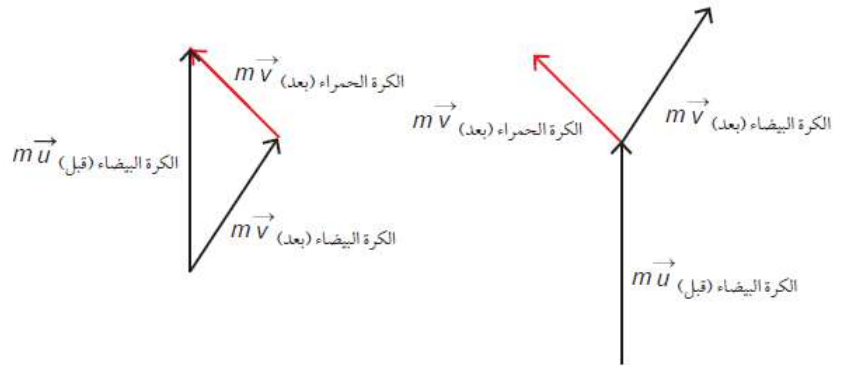 m v⃗ الكرة الحمراء (بعد)
m u⃗ الكرة البيضاء (قبل)
m v⃗ الكرة البيضاء (بعد)
m v⃗ الكرة الحمراء (بعد)
m v⃗ الكرة البيضاء (بعد)
m u⃗ الكرة البيضاء (قبل)